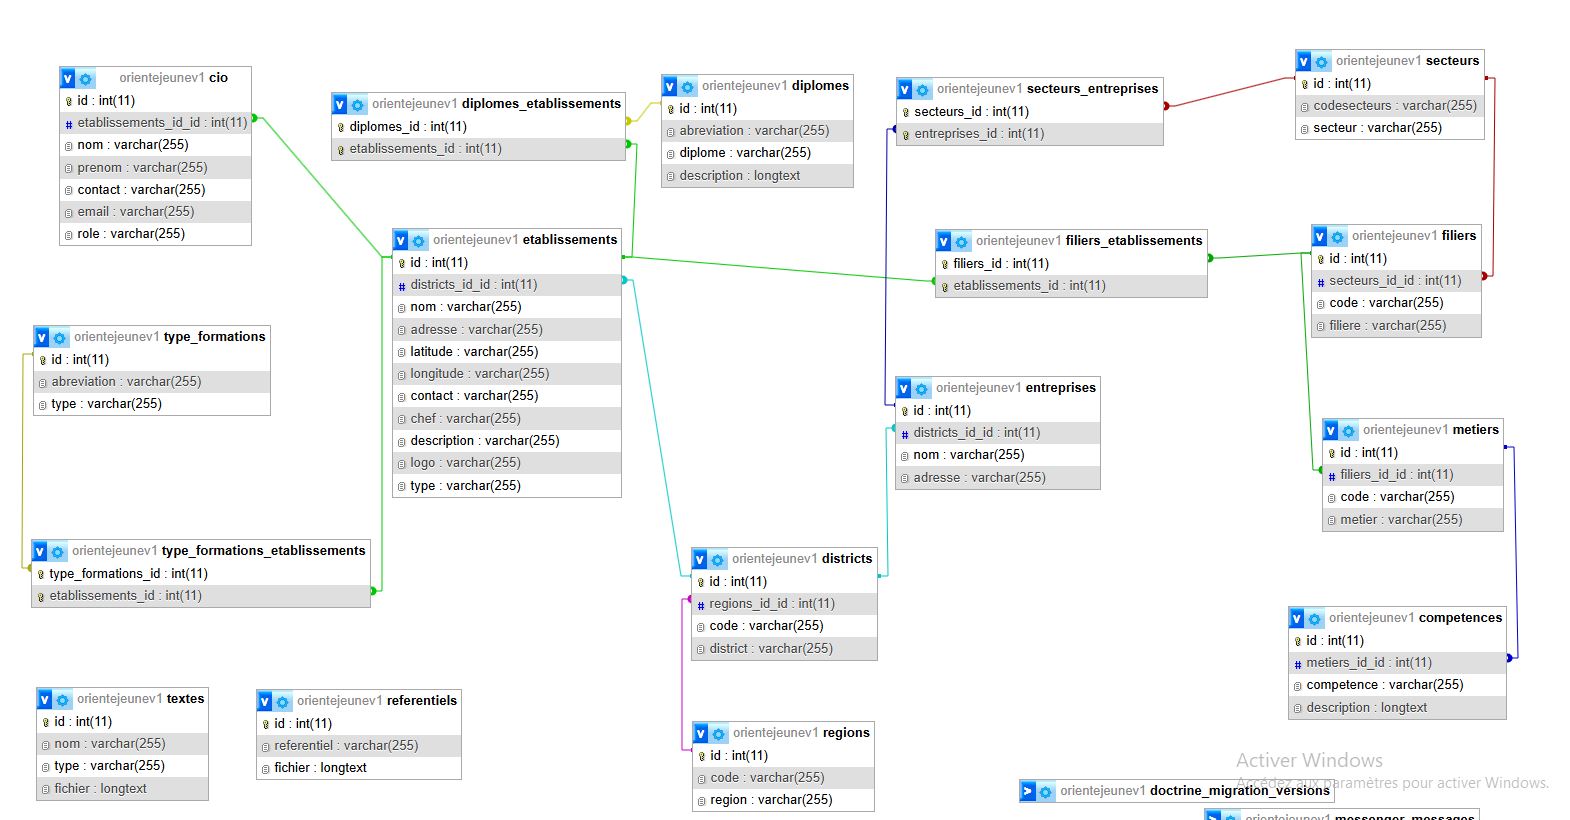 orientejeunev1 cio
id : int(11)
etablissements_id_id : int(11)
nom : varchar(255)
prenom : varchar(255)
contact : varchar(255)
email : varchar(255)
role : varchar(255)
orientejeunev1 diplomes_etablissements
diplomes_id : int(11)
etablissements_id : int(11)
orientejeunev1 diplomes
id : int(11)
abreviation : varchar(255)
diplome : varchar(255)
description : longtext
orientejeunev1 secteurs_entreprises
secteurs_id : int(11)
entreprises_id : int(11)
orientejeunev1 secteurs
id : int(11)
codesecteurs : varchar(255)
secteur : varchar(255)
orientejeunev1 etablissements
id : int(11)
districts_id_id : int(11)
nom : varchar(255)
adresse : varchar(255)
latitude : varchar(255)
longitude : varchar(255)
contact : varchar(255)
chef : varchar(255)
description : varchar(255)
logo : varchar(255)
type : varchar(255)
orientejeunev1 filiers_etablissements
filiers_id : int(11)
etablissements_id : int(11)
orientejeunev1 filiers
id : int(11)
secteurs_id_id : int(11)
code : varchar(255)
filiere : varchar(255)
orientejeunev1 type_formations
id : int(11)
abreviation : varchar(255)
type : varchar(255)
orientejeunev1 entreprises
id : int(11)
districts_id_id : int(11)
nom : varchar(255)
adresse : varchar(255)
orientejeunev1 metiers
id : int(11)
filiers_id_id : int(11)
code : varchar(255)
metier : varchar(255)
orientejeunev1 type_formations_etablissements
type_formations_id : int(11)
etablissements_id : int(11)
orientejeunev1 districts
id : int(11)
regions_id_id : int(11)
code : varchar(255)
district : varchar(255)
orientejeunev1 competences
id : int(11)
metiers_id_id : int(11)
competence : varchar(255)
description : longtext
orientejeunev1 textes
id : int(11)
nom : varchar(255)
type : varchar(255)
fichier : longtext
orientejeunev1 referentiels
id : int(11)
referentiel : varchar(255)
fichier : longtext
orientejeunev1 regions
id : int(11)
code : varchar(255)
region : varchar(255)
Activer Windows
Accédez aux paramètres pour activer Windows.
orientejeunev1 doctrine_migration_versions
orientejeunev1 messenger_messages